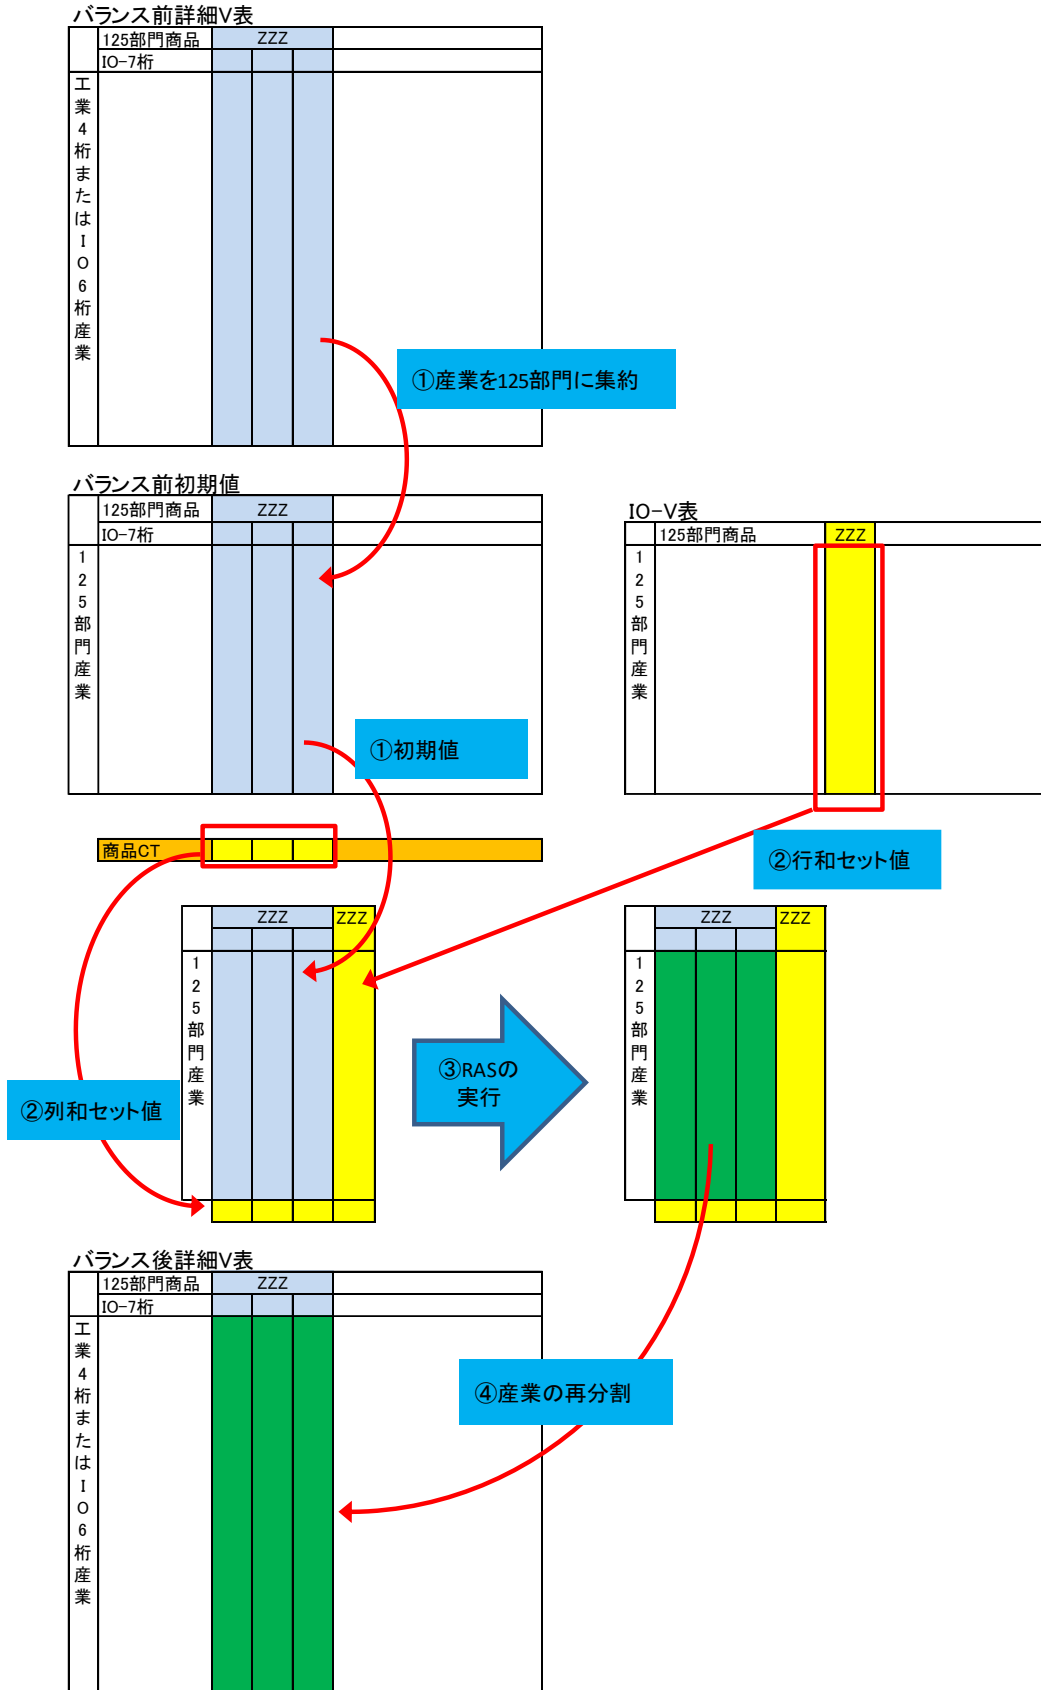 バランス前詳細V表
125部門商品 ZZZ
IO-7桁
工業4桁またはIO6桁産業
①産業を125部門に集約
バランス前初期値
125部門商品 ZZZ
IO-7桁
125部門産業
①初期値
IO-V表
125部門商品 ZZZ
125部門産業
②行和セット値
商品CT
ZZZ ZZZ
125部門産業
②列和セット値
③RASの
実行
ZZZ ZZZ
125部門産業
バランス後詳細V表
125部門商品 ZZZ
IO-7桁
工業4桁またはIO6桁産業
④産業の再分割